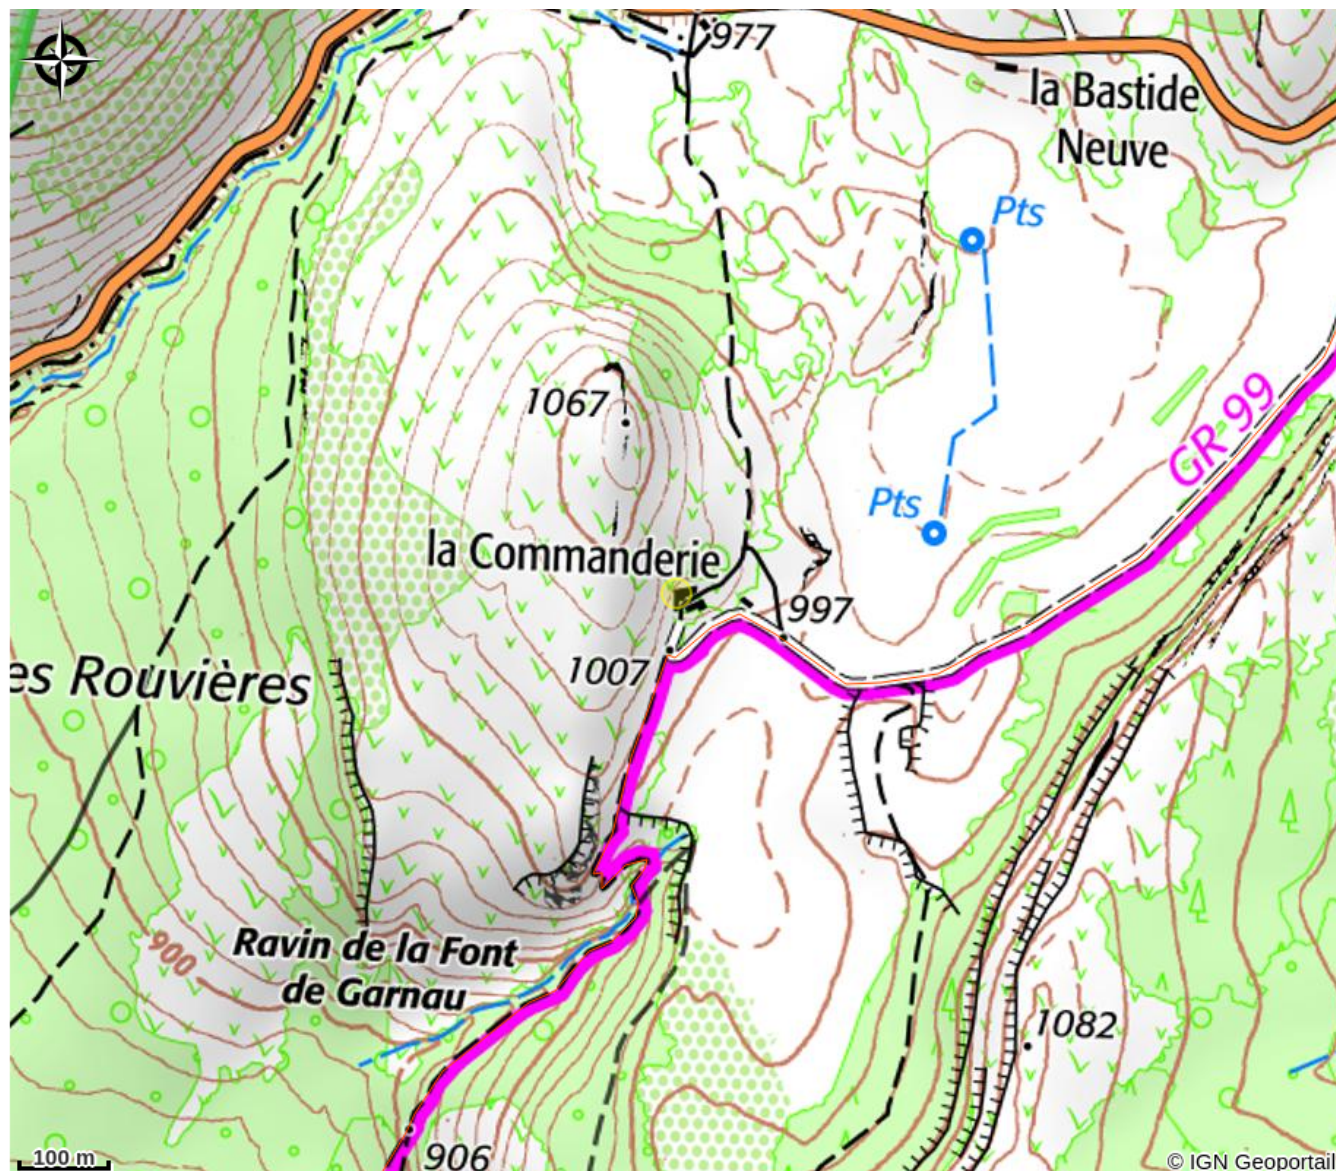 977
la Bastide
Neuve
Pts
1067
GR 99
Pts
la Commanderie
997
1007
es Rouvières
900
Ravin de la Font
de Garnau
1082
906
100 m
© IGN Geoportail